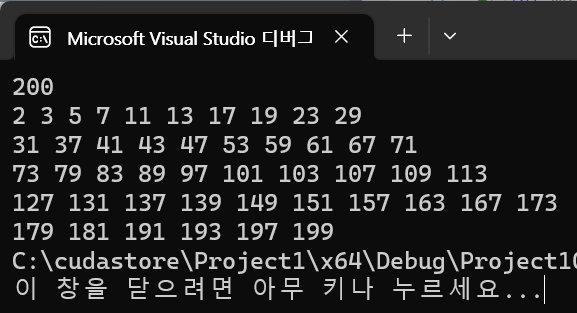 Microsoft Visual Studio 디버그
200
2 3 5 7 11 13 17 19 23 29
31 37 41 43 47 53 59 61 67 71
73 79 83 89 97 101 103 107 109 113
127 131 137 139 149 151 157 163 167 173
179 181 191 193 197 199
C:\cudastore\Project1\x64\Debug\Project10
이 창을 닫으려면 아무 키나 누르세요...